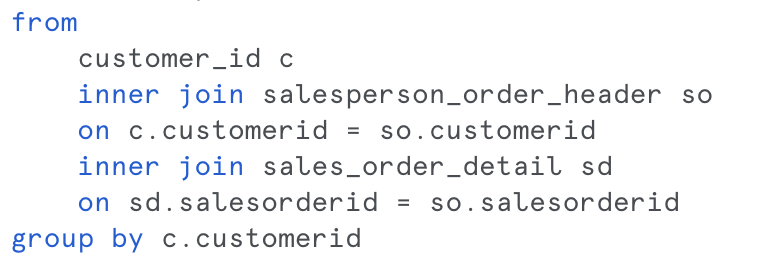 from
    customer_id c
    inner join salesperson_order_header so
    on c.customerid = so.customerid
    inner join sales_order_detail sd
    on sd.salesorderid = so.salesorderid
group by c.customerid